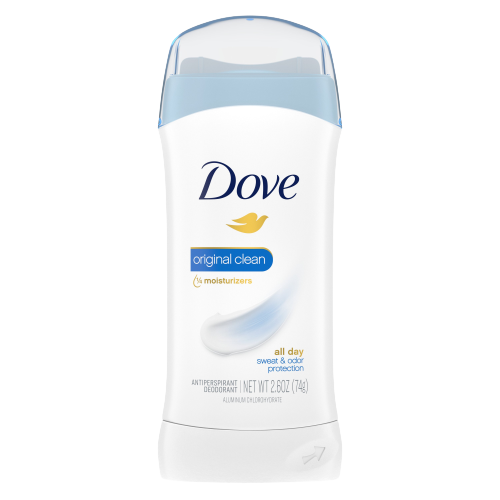 Dove
original clean
¼ moisturizers
all day
sweat & odor
protection
ANTIPERSPIRANT
DEODORANT
NET WT 2.6OZ (74g)
ALUMINUM CHLOROHYDRATE